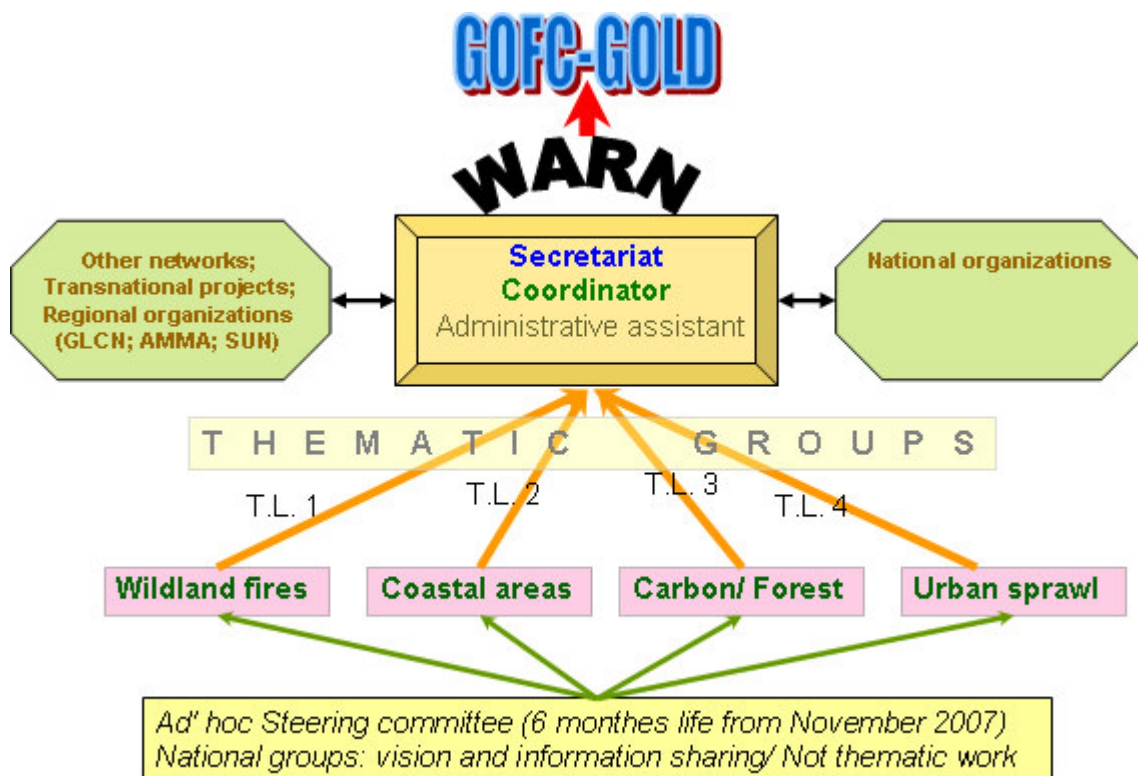 GOFC-GOLD
WARN
Other networks;
Transnational projects;
Regional organizations
(GLCN; AMMA; SUN)
Secretariat
Coordinator
Administrative assistant
National organizations
THEMATIC GROUPS
T.L. 1
T.L. 2
T.L. 3
T.L. 4
Wildland fires
Coastal areas
Carbon/ Forest
Urban sprawl
Ad' hoc Steering committee (6 monthes life from November 2007)
National groups: vision and information sharing/ Not thematic work